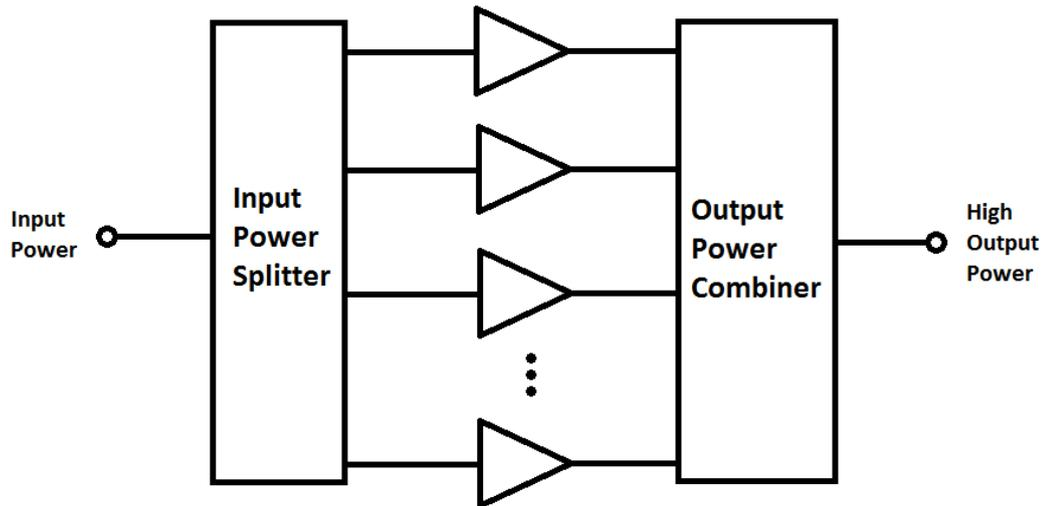 Input
Power
Input
Power
Splitter
Output
Power
Combiner
High
Output
Power